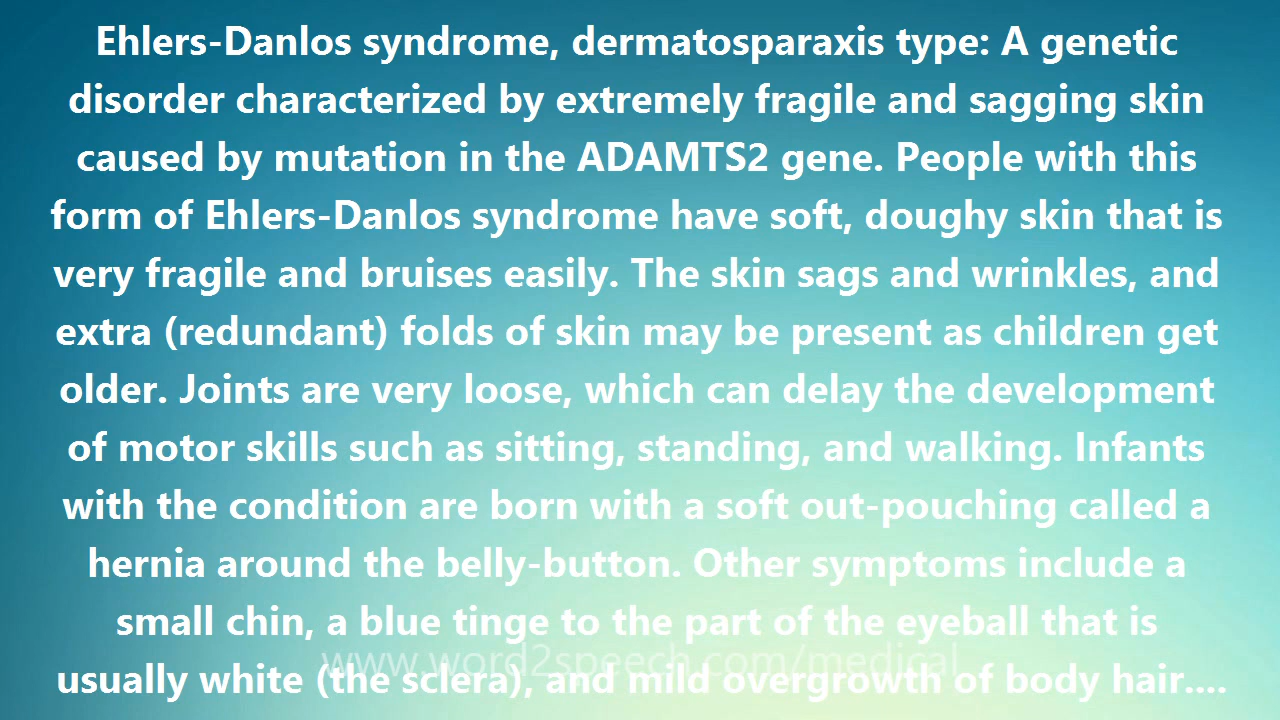 Ehlers-Danlos syndrome, dermatosparaxis type: A genetic
disorder characterized by extremely fragile and sagging skin
caused by mutation in the ADAMTS2 gene. People with this
form of Ehlers-Danlos syndrome have soft, doughy skin that is
very fragile and bruises easily. The skin sags and wrinkles, and
extra (redundant) folds of skin may be present as children get
older. Joints are very loose, which can delay the development
of motor skills such as sitting, standing, and walking. Infants
with the condition are born with a soft out-pouching called a
hernia around the belly-button. Other symptoms include a
small chin, a blue tinge to the part of the eyeball that is
www.word2speech.com/medical
usually white (the sclera), and mild overgrowth of body hair....